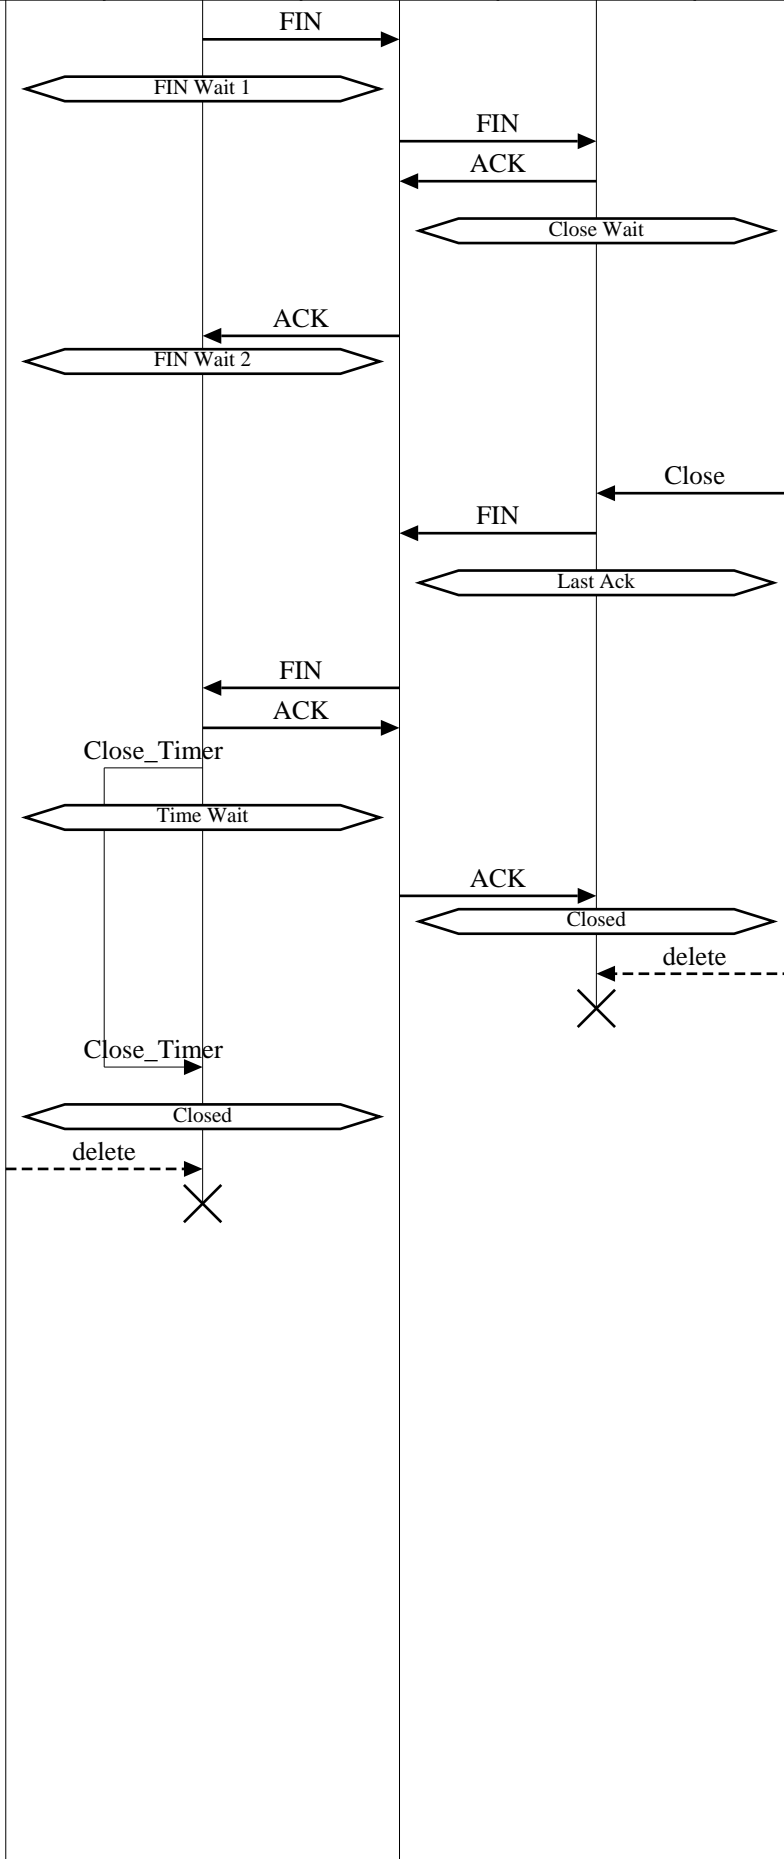 FIN
FIN Wait 1
FIN
ACK
Close Wait
ACK
FIN Wait 2
Close
FIN
Last Ack
FIN
ACK
Close_Timer
Time Wait
ACK
Closed
delete
Close_Timer
Closed
delete